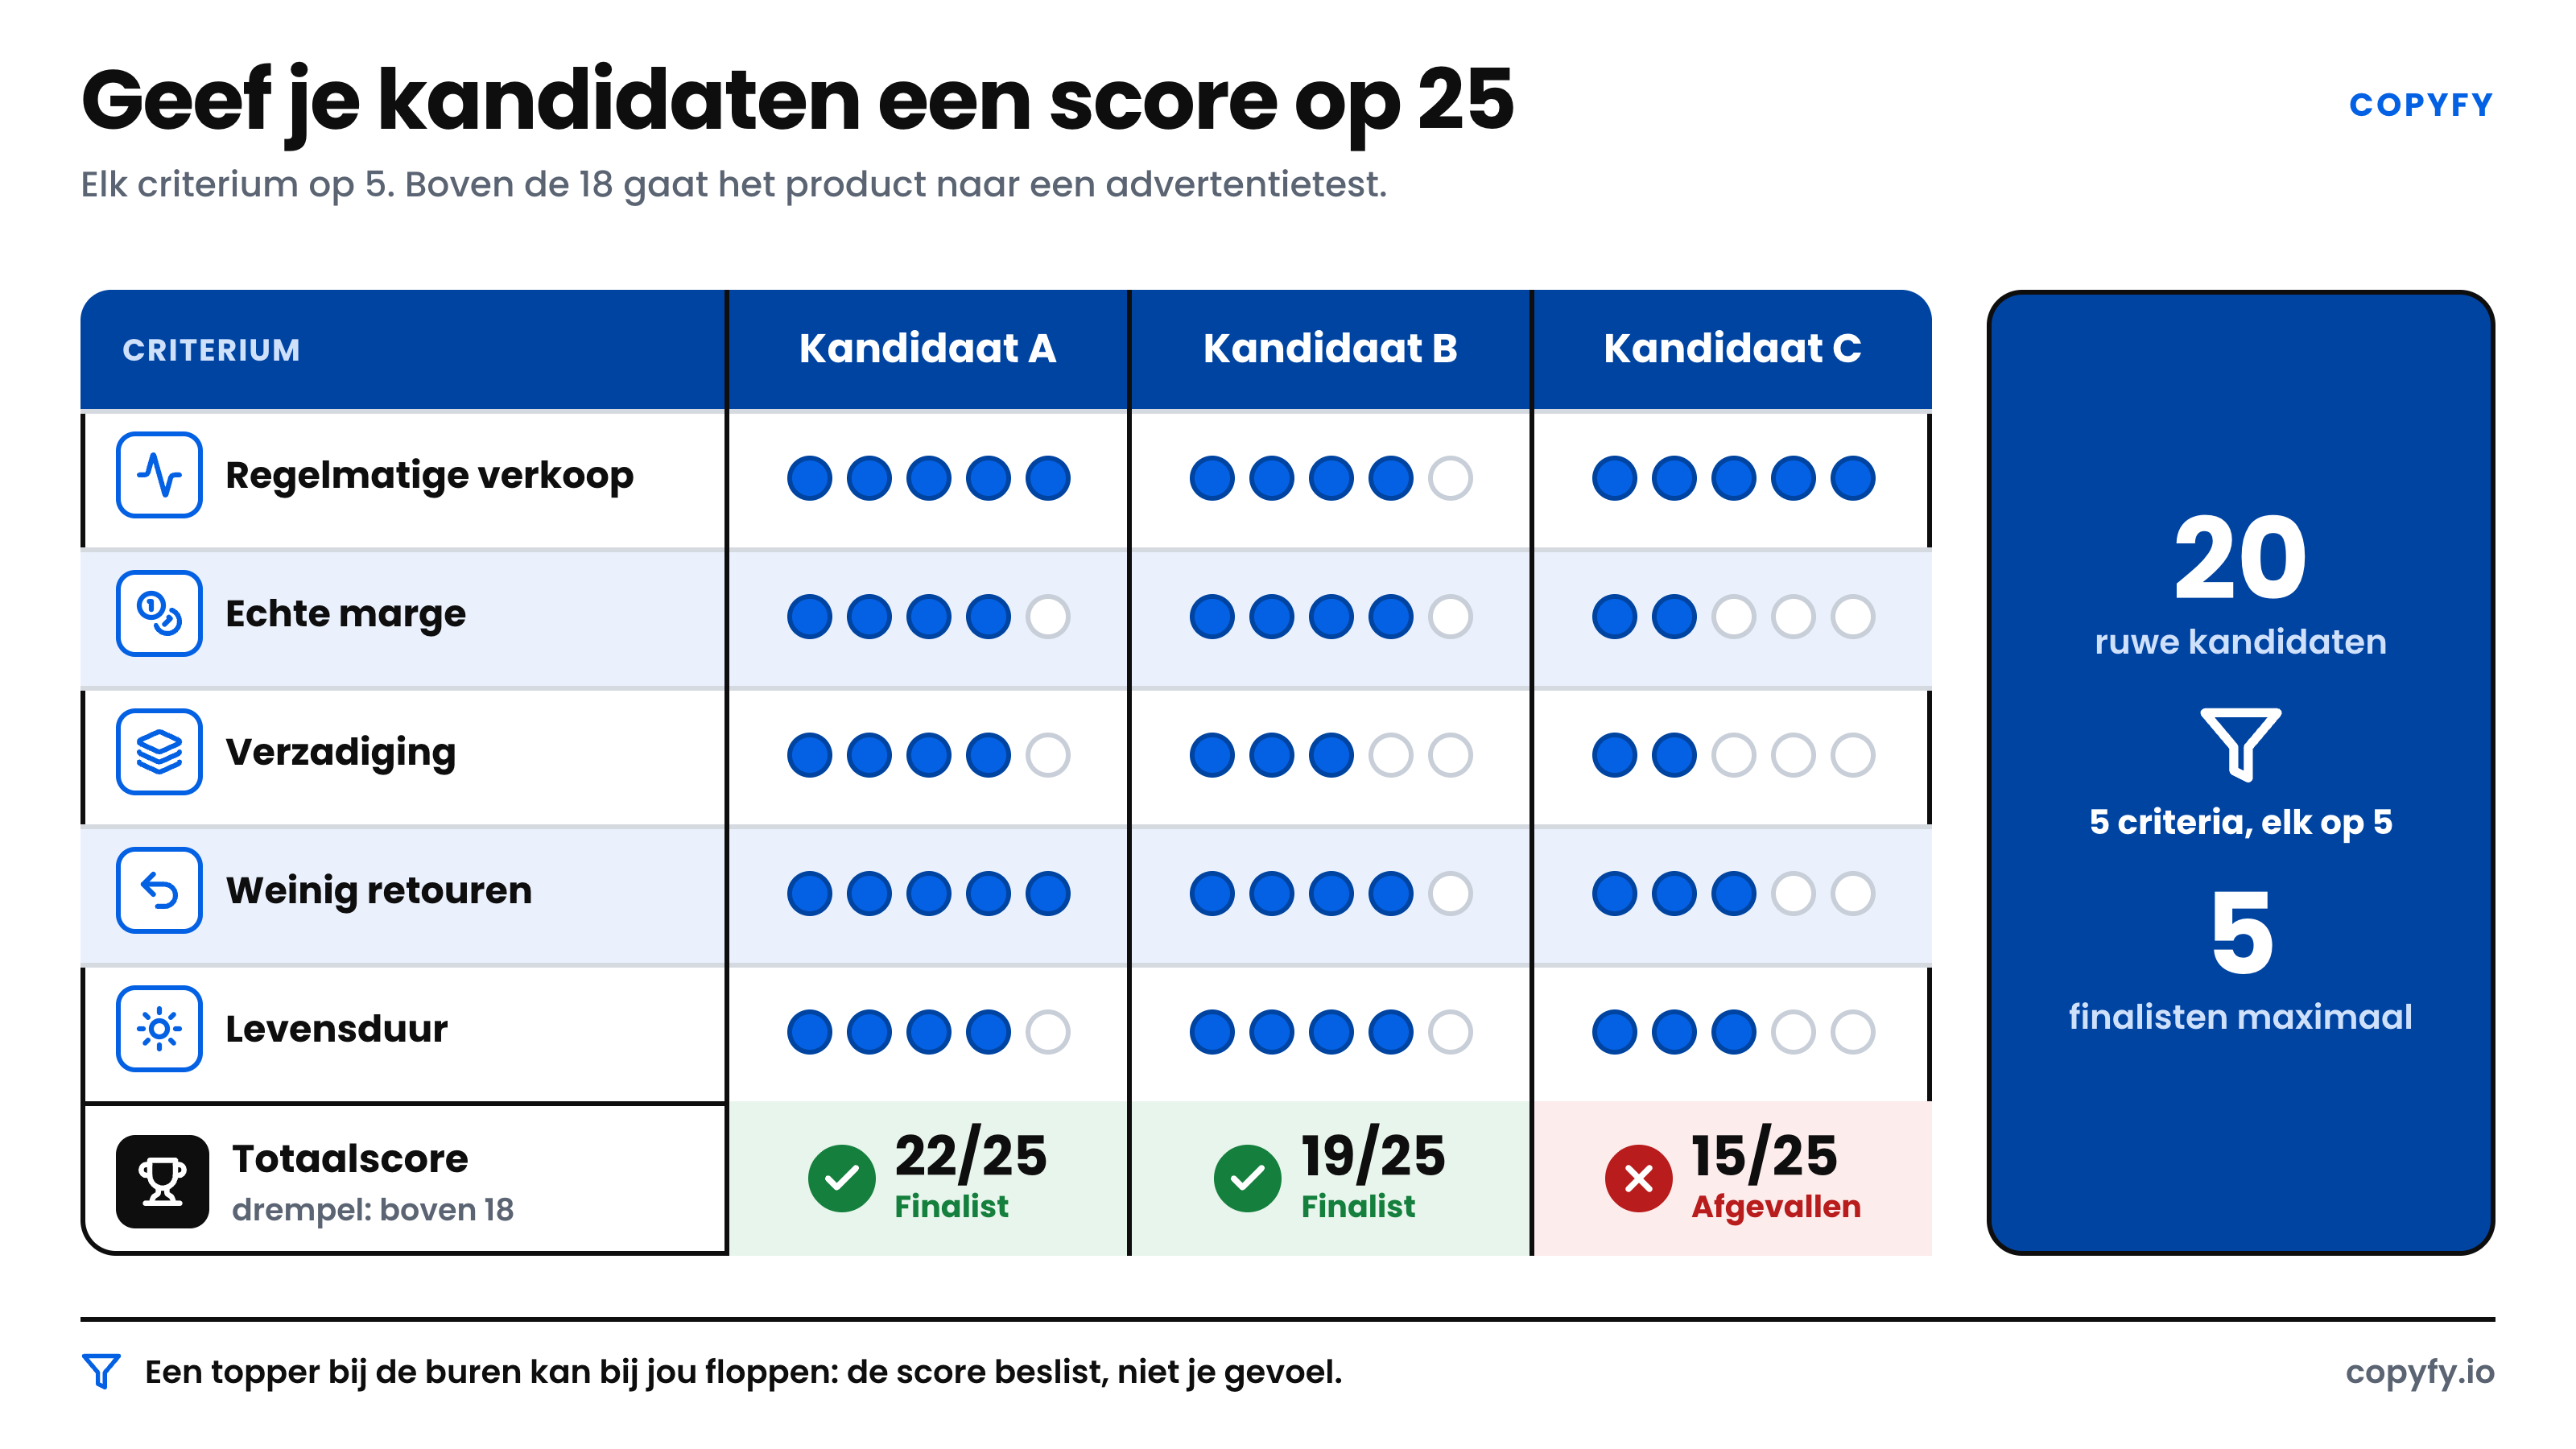 Geef je kandidaten een score op 25
COPYFY
Elk criterium op 5. Boven de 18 gaat het product naar een advertentietest.
CRITERIUM
Kandidaat A
Kandidaat B
Kandidaat C
Regelmatige verkoop
Echte marge
Verzadiging
Weinig retouren
Levensduur
Totaalscore
drempel: boven 18
22/25
Finalist
19/25
Finalist
15/25
Afgevallen
20
ruwe kandidaten
5 criteria, elk op 5
5
finalisten maximaal
Een topper bij de buren kan bij jou floppen: de score beslist, niet je gevoel.
copyfy.io